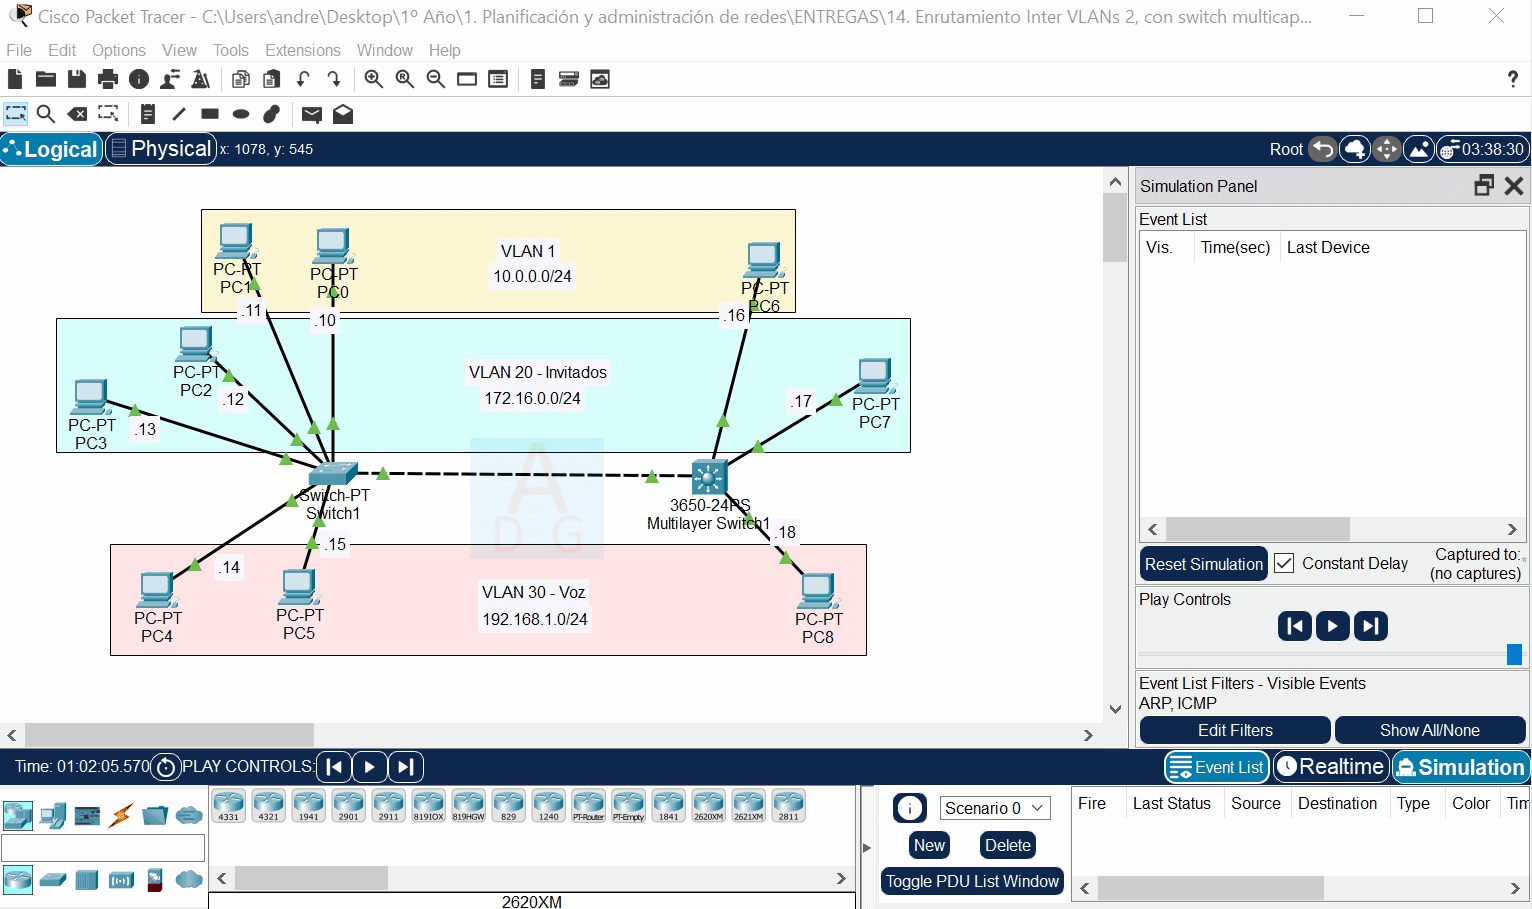 Cisco Packet Tracer - C:\Users\andre\Desktop\1º Año\1. Planificación y administración de redes\ENTREGAS\14. Enrutamiento Inter VLANs 2, con switch multicap...
File Edit Options View Tools Extensions Window Help
?
Logical Physical x: 1078, y: 545
Root 03:38:30
Simulation Panel
Event List
Vis. Time(sec) Last Device
PC-PT
PC1
PC-PT
PC0
VLAN 1
10.0.0.0/24
PC-PT
PC6
.11
.10
.16
PC-PT
PC2
.12
PC-PT
PC3
.13
VLAN 20 - Invitados
172.16.0.0/24
.17
PC-PT
PC7
A
D G
Switch-PT
Switch1
3650-24PS
Multilayer Switch1
.15
.18
.14
PC-PT
PC4
PC-PT
PC5
VLAN 30 - Voz
192.168.1.0/24
PC-PT
PC8
Reset Simulation Constant Delay Captured to:*
(no captures)
Play Controls
Event List Filters - Visible Events
ARP, ICMP
Edit Filters Show All/None
Time: 01:02:05.570 PLAY CONTROLS:
Event List Realtime Simulation
4331 4321 1941 2901 2911 819IOX 819HGW 829 1240 PT-Router PT-Empty 1841 2620XM 2621XM 2811
2620XM
Scenario 0
New Delete
Toggle PDU List Window
Fire Last Status Source Destination Type Color Tim